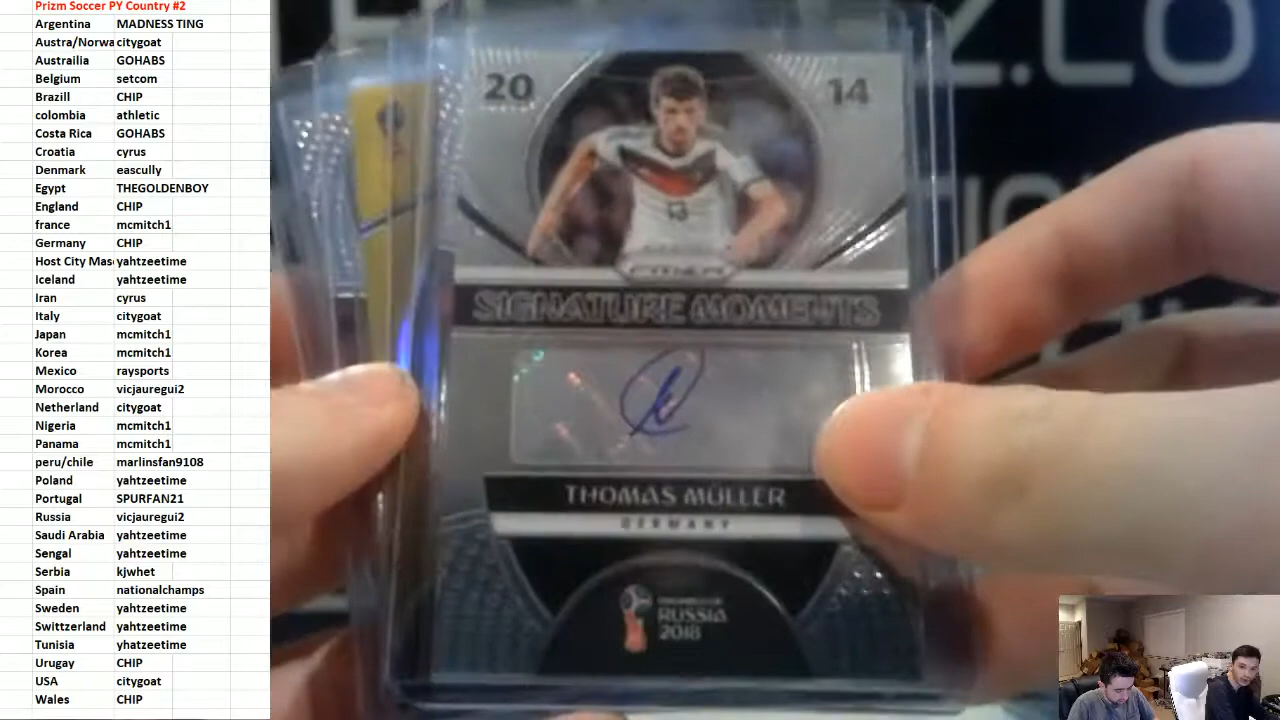 Prizm Soccer PY Country #2
Argentina MADNESS TING
Austra/Norwa citygoat
Austrailia GOHABS
Belgium setcom
Brazill CHIP
colombia athletic
Costa Rica GOHABS
Croatia cyrus
Denmark eascully
Egypt THEGOLDENBOY
England CHIP
france mcmitch1
Germany CHIP
Host City Mas yahtzeetime
Iceland yahtzeetime
Iran cyrus
Italy citygoat
Japan mcmitch1
Korea mcmitch1
Mexico raysports
Morocco vicjauregui2
Netherland citygoat
Nigeria mcmitch1
Panama mcmitch1
peru/chile marlinsfan9108
Poland yahtzeetime
Portugal SPURFAN21
Russia vicjauregui2
Saudi Arabia yahtzeetime
Sengal yahtzeetime
Serbia kjwhet
Spain nationalchamps
Sweden yahtzeetime
Swittzerland yahtzeetime
Tunisia yhatzeetime
Urugay CHIP
USA citygoat
Wales CHIP
20 14
13
PRIZM
SIGNATURE MOMENTS
THOMAS MÜLLER
GERMANY
RUSSIA
2018
Z.CO